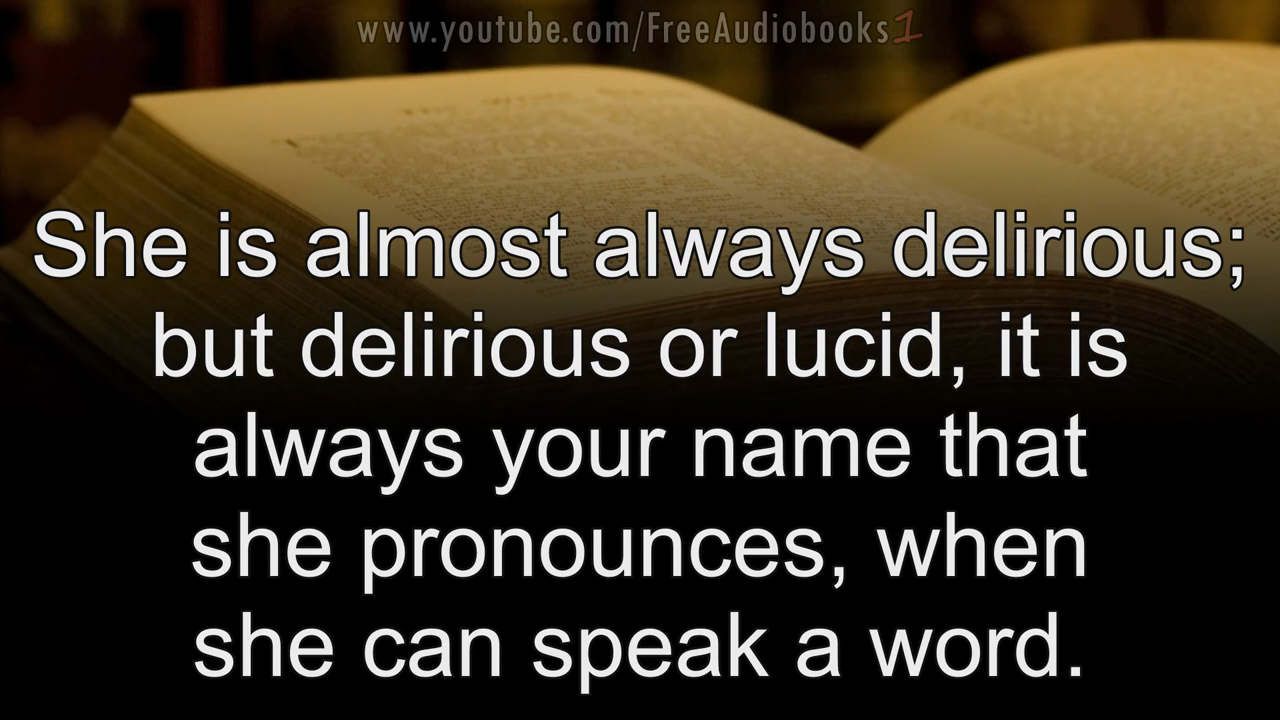 www.youtube.com/FreeAudiobooks1
She is almost always delirious;
but delirious or lucid, it is
always your name that
she pronounces, when
she can speak a word.